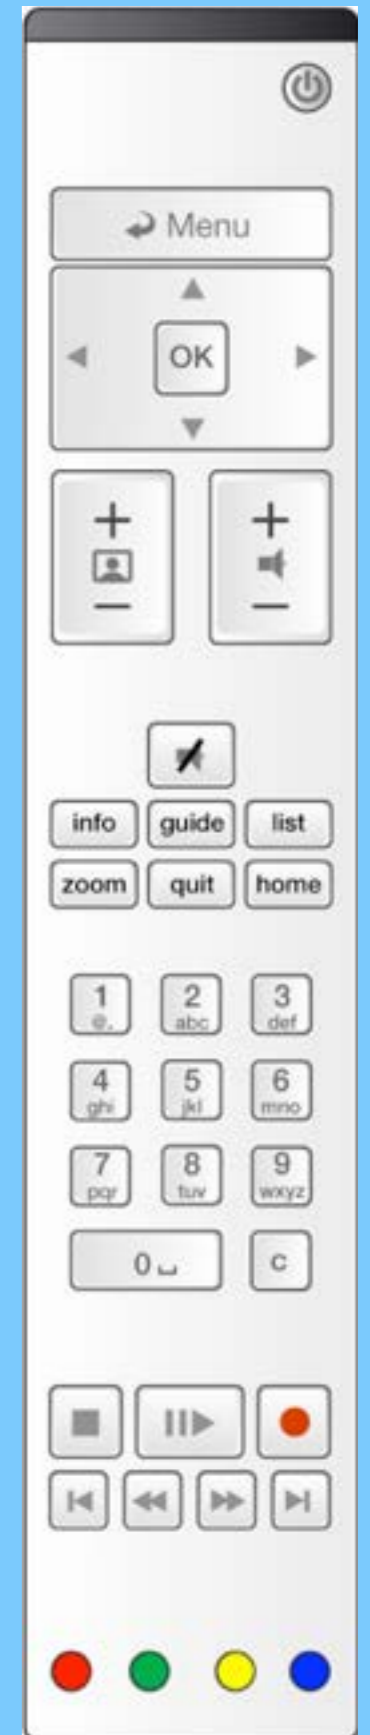 Menu
OK
info guide list
zoom quit home
1 2 3
@. abc def
4 5 6
ghi jkl mno
7 8 9
pqr tuv wxyz
0 c